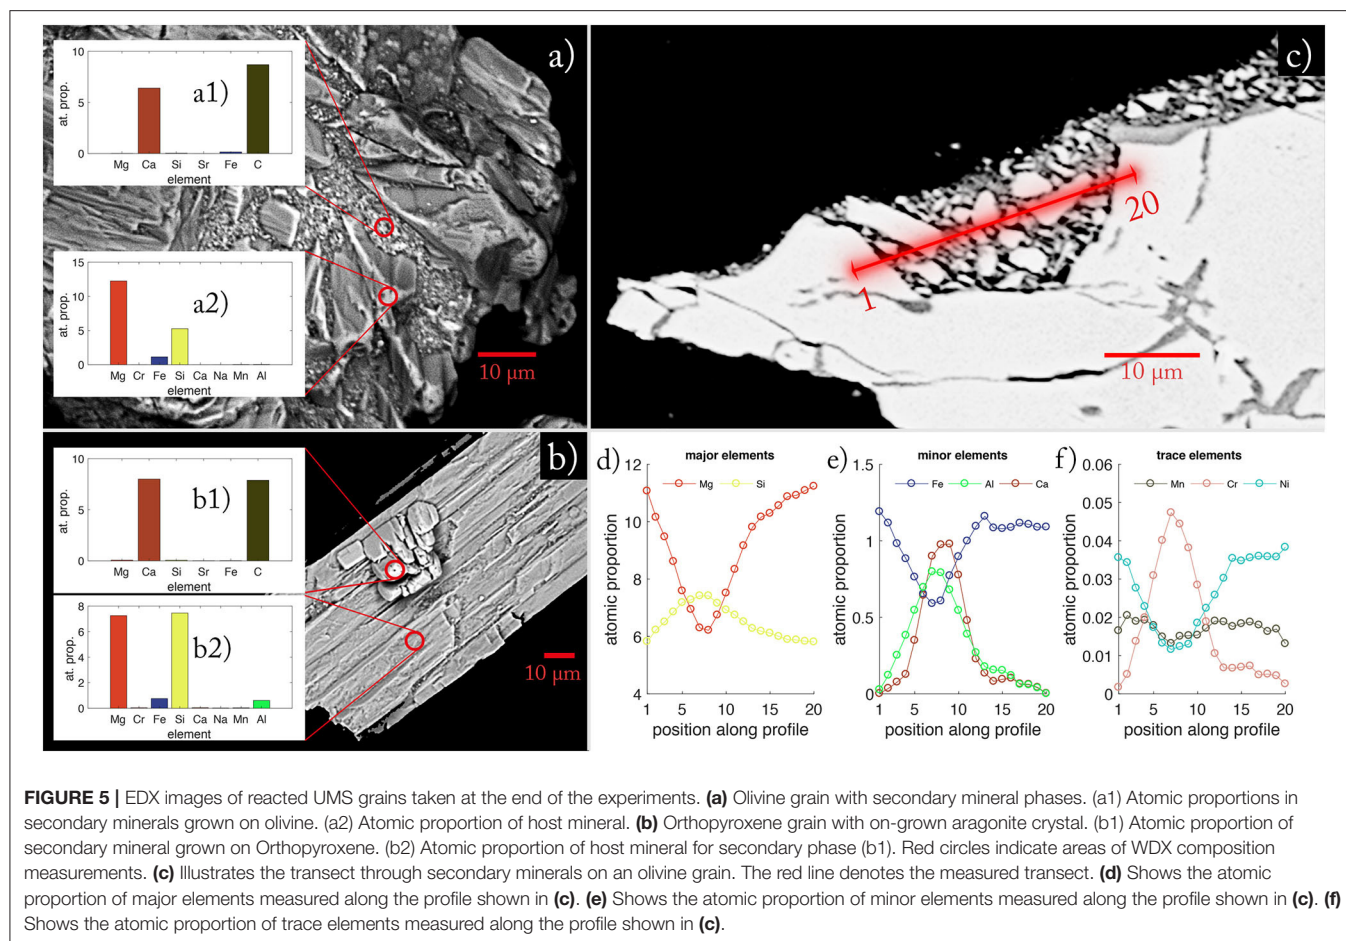 a)
10
5
0
at. prop.
a1)
Mg Ca Si Sr Fe C
element
15
10
5
0
at. prop.
a2)
Mg Cr Fe Si Ca Na Mn Al
element
10 µm
c)
1
20
10 µm
b)
10
5
0
at. prop.
b1)
Mg Ca Si Sr Fe C
element
8
6
4
2
0
at. prop.
b2)
Mg Cr Fe Si Ca Na Mn Al
element
10 µm
d)
major elements
Mg Si
12
10
8
6
4
atomic proportion
1 5 10 15 20
position along profile
e)
minor elements
Fe Al Ca
1.5
1
0.5
0
atomic proportion
1 5 10 15 20
position along profile
f)
trace elements
Mn Cr Ni
0.06
0.05
0.04
0.03
0.02
0.01
0
atomic proportion
1 5 10 15 20
position along profile
FIGURE 5 | EDX images of reacted UMS grains taken at the end of the experiments. (a) Olivine grain with secondary mineral phases. (a1) Atomic proportions in
secondary minerals grown on olivine. (a2) Atomic proportion of host mineral. (b) Orthopyroxene grain with on-grown aragonite crystal. (b1) Atomic proportion of
secondary mineral grown on Orthopyroxene. (b2) Atomic proportion of host mineral for secondary phase (b1). Red circles indicate areas of WDX composition
measurements. (c) Illustrates the transect through secondary minerals on an olivine grain. The red line denotes the measured transect. (d) Shows the atomic
proportion of major elements measured along the profile shown in (c). (e) Shows the atomic proportion of minor elements measured along the profile shown in (c). (f)
Shows the atomic proportion of trace elements measured along the profile shown in (c).